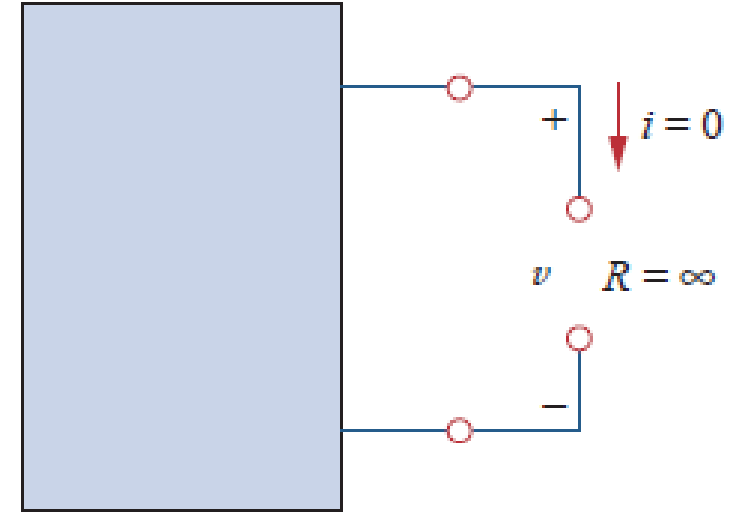 +
i = 0
v
R = ∞
−